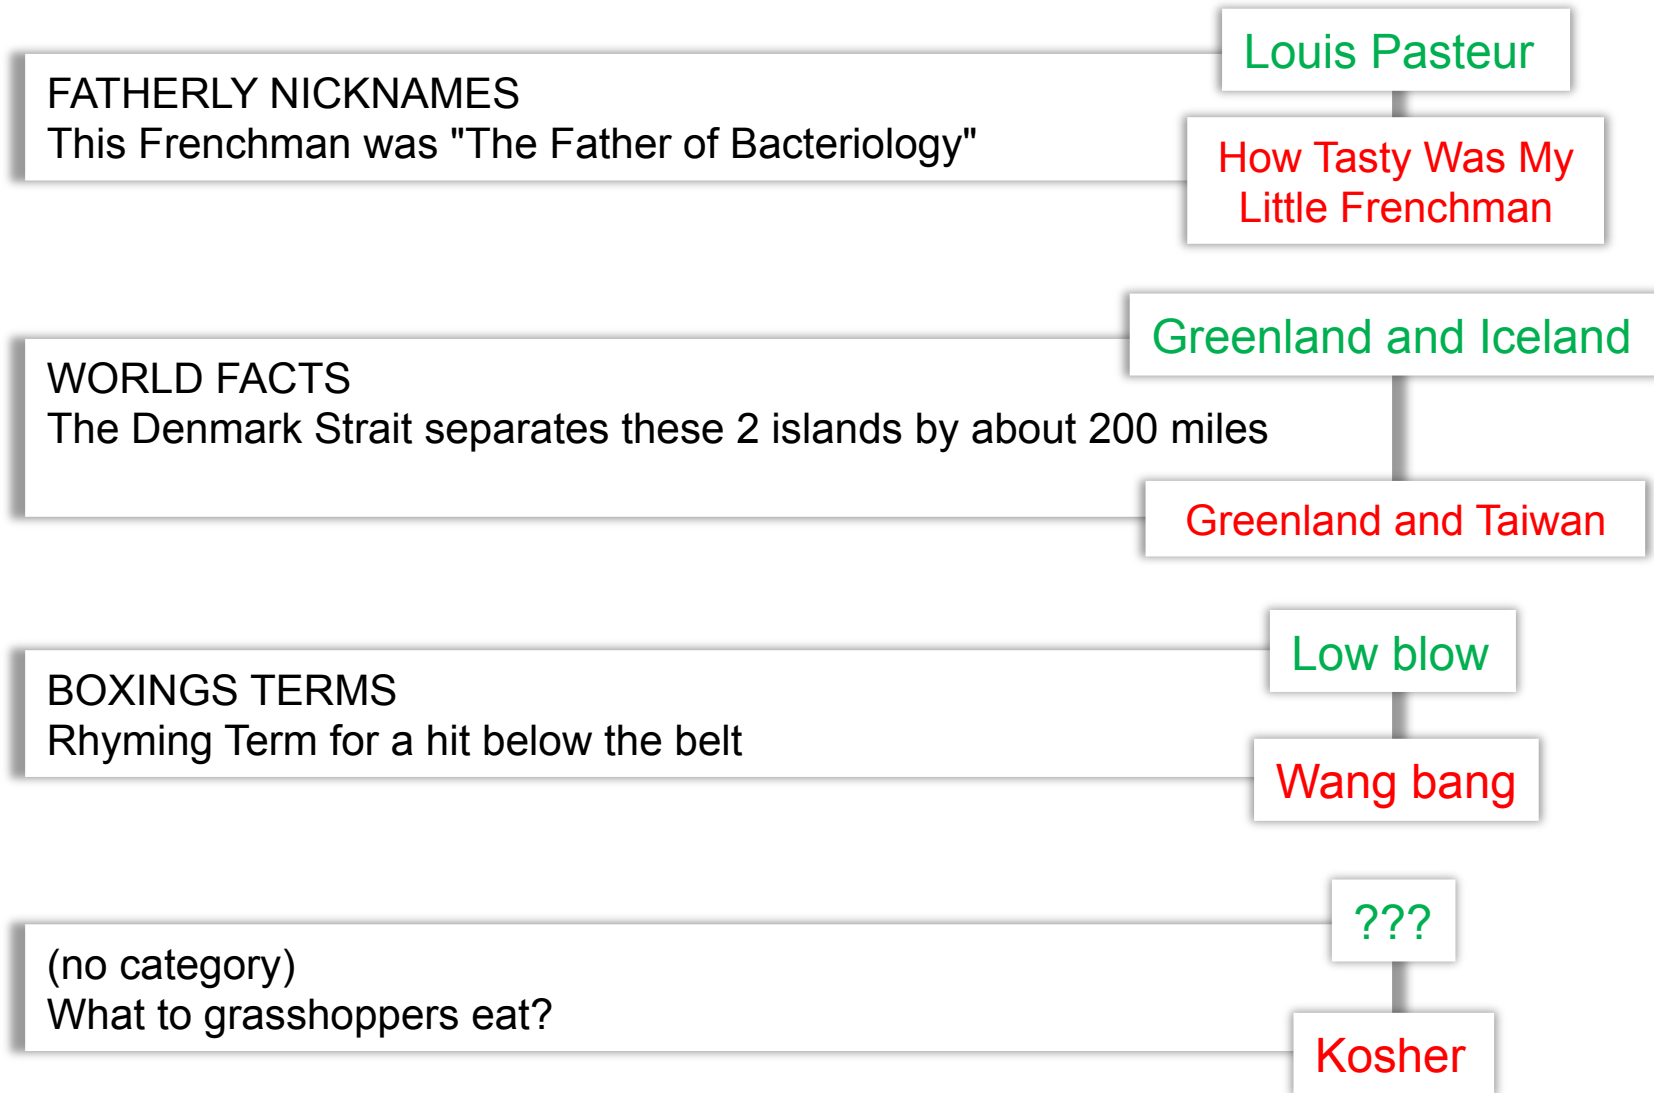 Louis Pasteur
FATHERLY NICKNAMES
This Frenchman was "The Father of Bacteriology"
How Tasty Was My
Little Frenchman
Greenland and Iceland
WORLD FACTS
The Denmark Strait separates these 2 islands by about 200 miles
Greenland and Taiwan
Low blow
BOXINGS TERMS
Rhyming Term for a hit below the belt
Wang bang
???
(no category)
What to grasshoppers eat?
Kosher